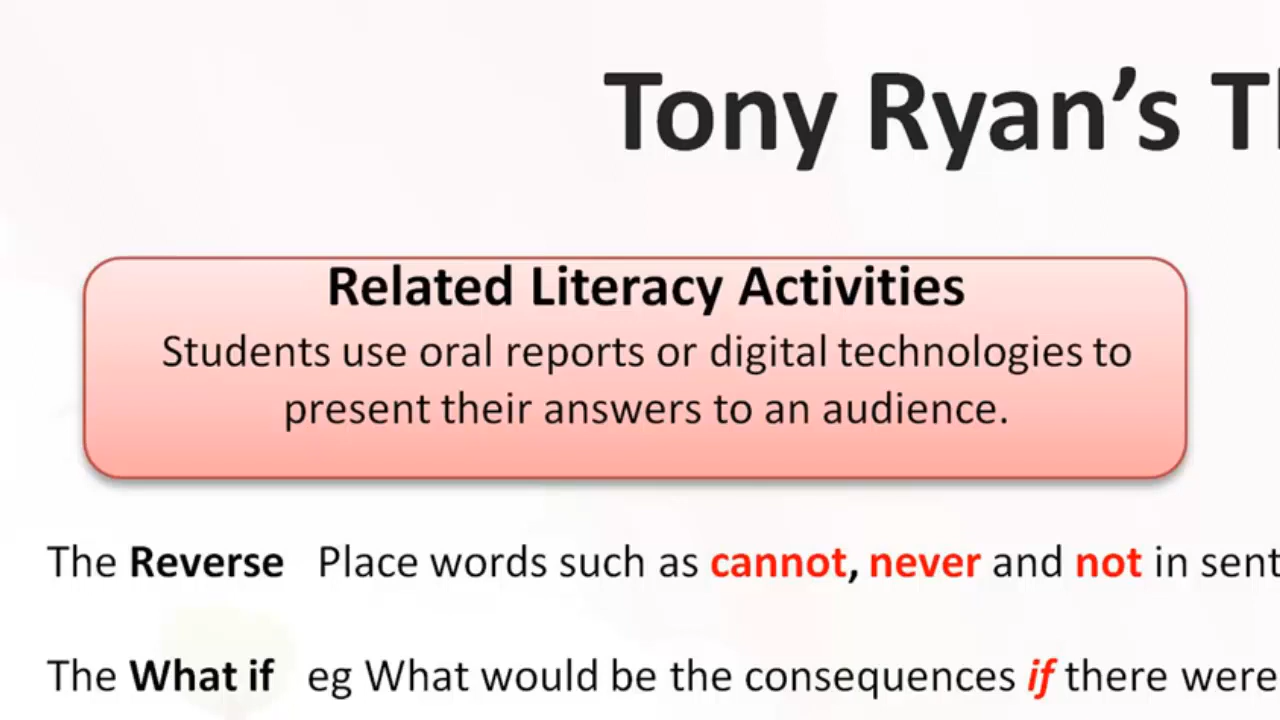 Tony Ryan's
Related Literacy Activities
Students use oral reports or digital technologies to
present their answers to an audience.
The Reverse Place words such as cannot, never and not in
The What if eg What would be the consequences if there were